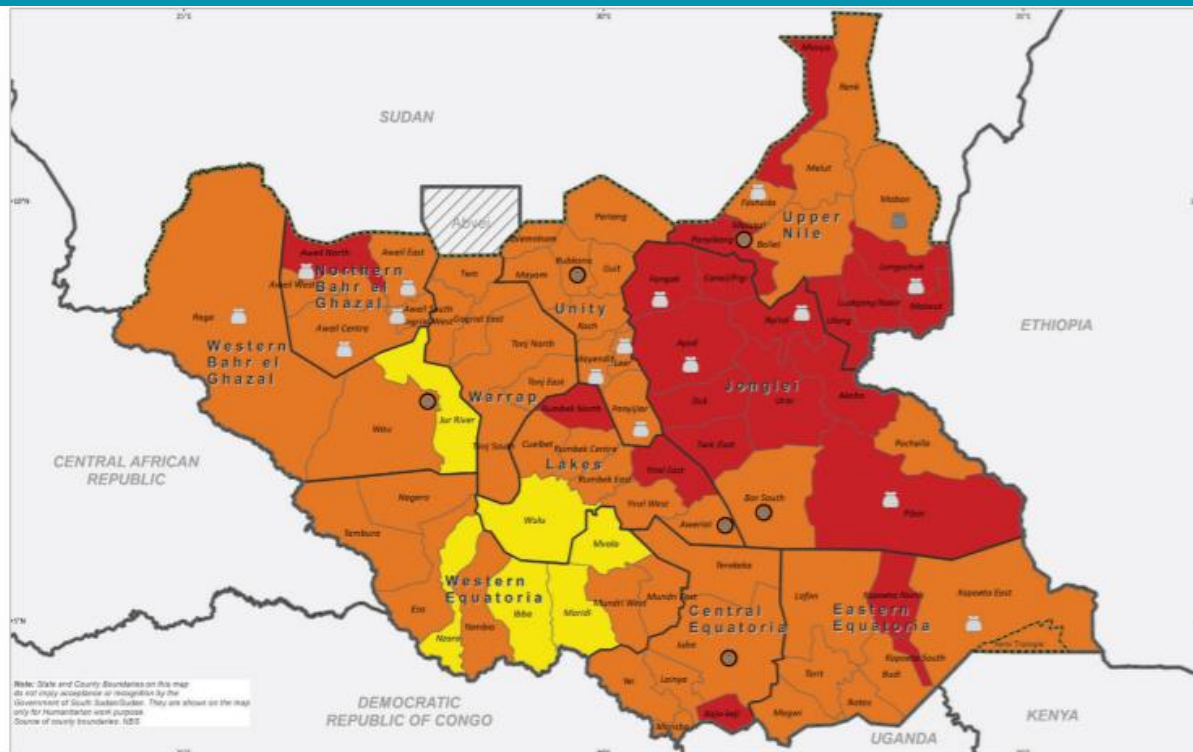 SUDAN
ETHIOPIA
CENTRAL AFRICAN
REPUBLIC
DEMOCRATIC
REPUBLIC OF CONGO
UGANDA
KENYA
Abyei
Upper
Nile
Northern
Bahr el
Ghazal
Western
Bahr el
Ghazal
Unity
Warrap
Jonglei
Lakes
Western
Equatoria
Central
Equatoria
Eastern
Equatoria
Manyo
Renk
Melut
Fashoda
Maban
Malakal
Baliet
Panyikang
Longochuk
Luakpiny/Nasir
Maiwut
Ulang
Nyirol
Canal/Pigi
Fangak
Ayod
Duk
Uror
Akobo
Twic East
Pochalla
Pibor
Bor South
Pariang
Abiemnhom
Mayom
Rubkona
Guit
Koch
Mayendit
Leer
Panyijiar
Twic
Gogrial East
Gogrial West
Tonj North
Tonj East
Tonj South
Aweil North
Aweil East
Aweil West
Aweil South
Aweil Centre
Raga
Wau
Jur River
Rumbek North
Cueibet
Rumbek Centre
Rumbek East
Yirol East
Yirol West
Awerial
Wulu
Mvolo
Nagero
Tambura
Ezo
Nzara
Yambio
Ibba
Maridi
Mundri West
Mundri East
Terekeka
Juba
Yei
Lainya
Morobo
Kajo-keji
Lafon
Torit
Magwi
Ikotos
Budi
Kapoeta North
Kapoeta South
Kapoeta East
Note: State and County Boundaries on this map
do not imply acceptance or recognition by the
Government of South Sudan/Sudan. They are shown on the map
only for Humantarian work purpose.
Source of county boundaries: NBS